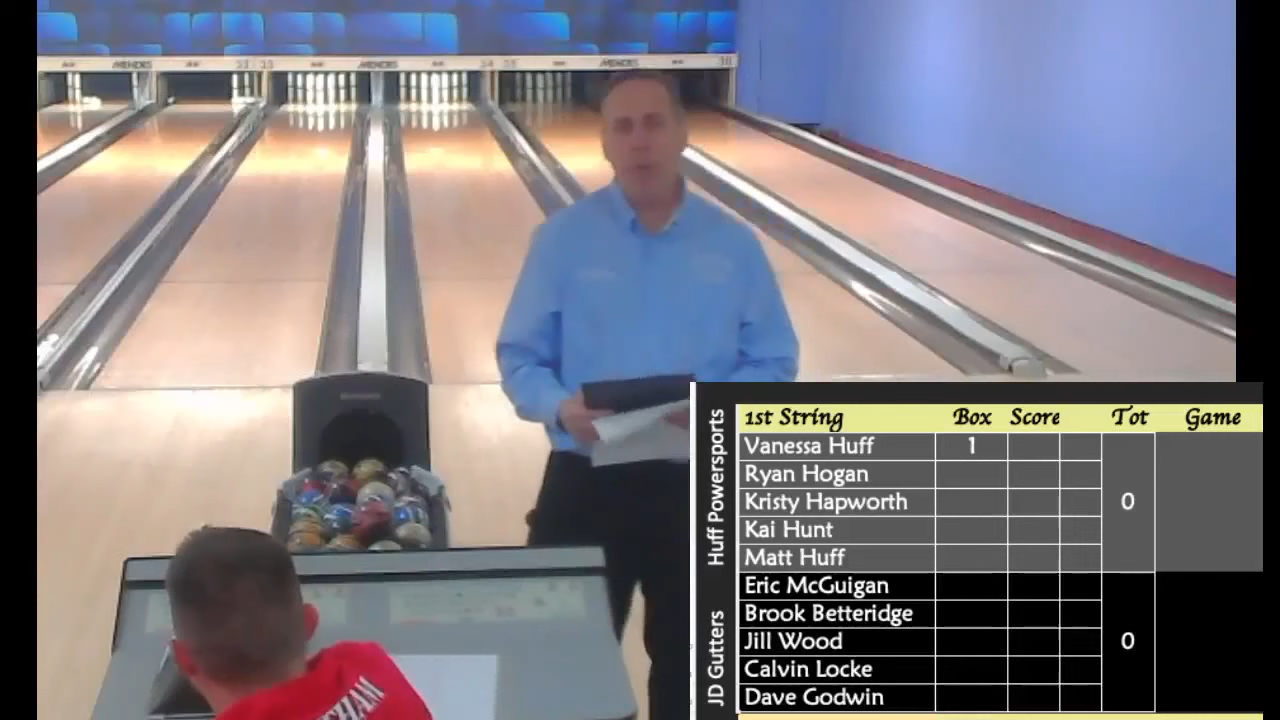 MENDES
MENDES
MENDES
1st String Box Score Tot Game
Huff Powersports
Vanessa Huff 1
Ryan Hogan
Kristy Hapworth 0
Kai Hunt
Matt Huff
JD Gutters
Eric McGuigan
Brook Betteridge
Jill Wood 0
Calvin Locke
Dave Godwin